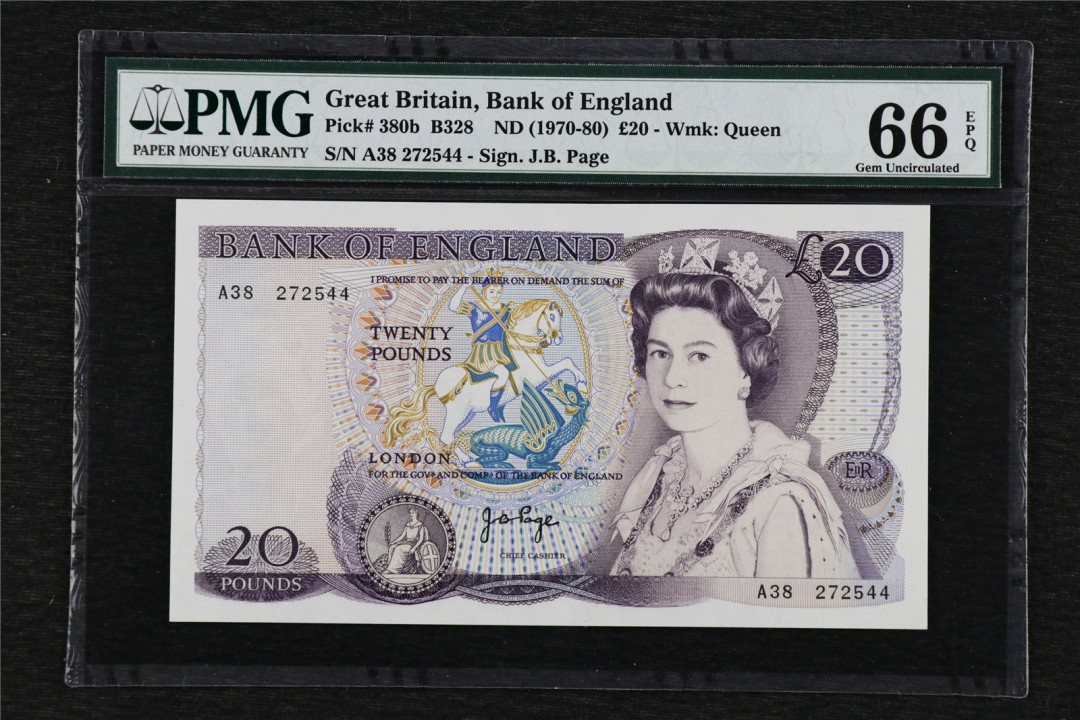 PMG
PAPER MONEY GUARANTY
Great Britain, Bank of England
Pick# 380b B328 ND (1970-80) £20 - Wmk: Queen
S/N A38 272544 - Sign. J.B. Page
66
EPQ
Gem Uncirculated
BANK OF ENGLAND
£20
I PROMISE TO PAY THE BEARER ON DEMAND THE SUM OF
A38 272544
TWENTY
POUNDS
LONDON
FOR THE GOVR AND COMPA OF THE BANK OF ENGLAND
EIIR
J B Page
CHIEF CASHIER
20
POUNDS
A38 272544